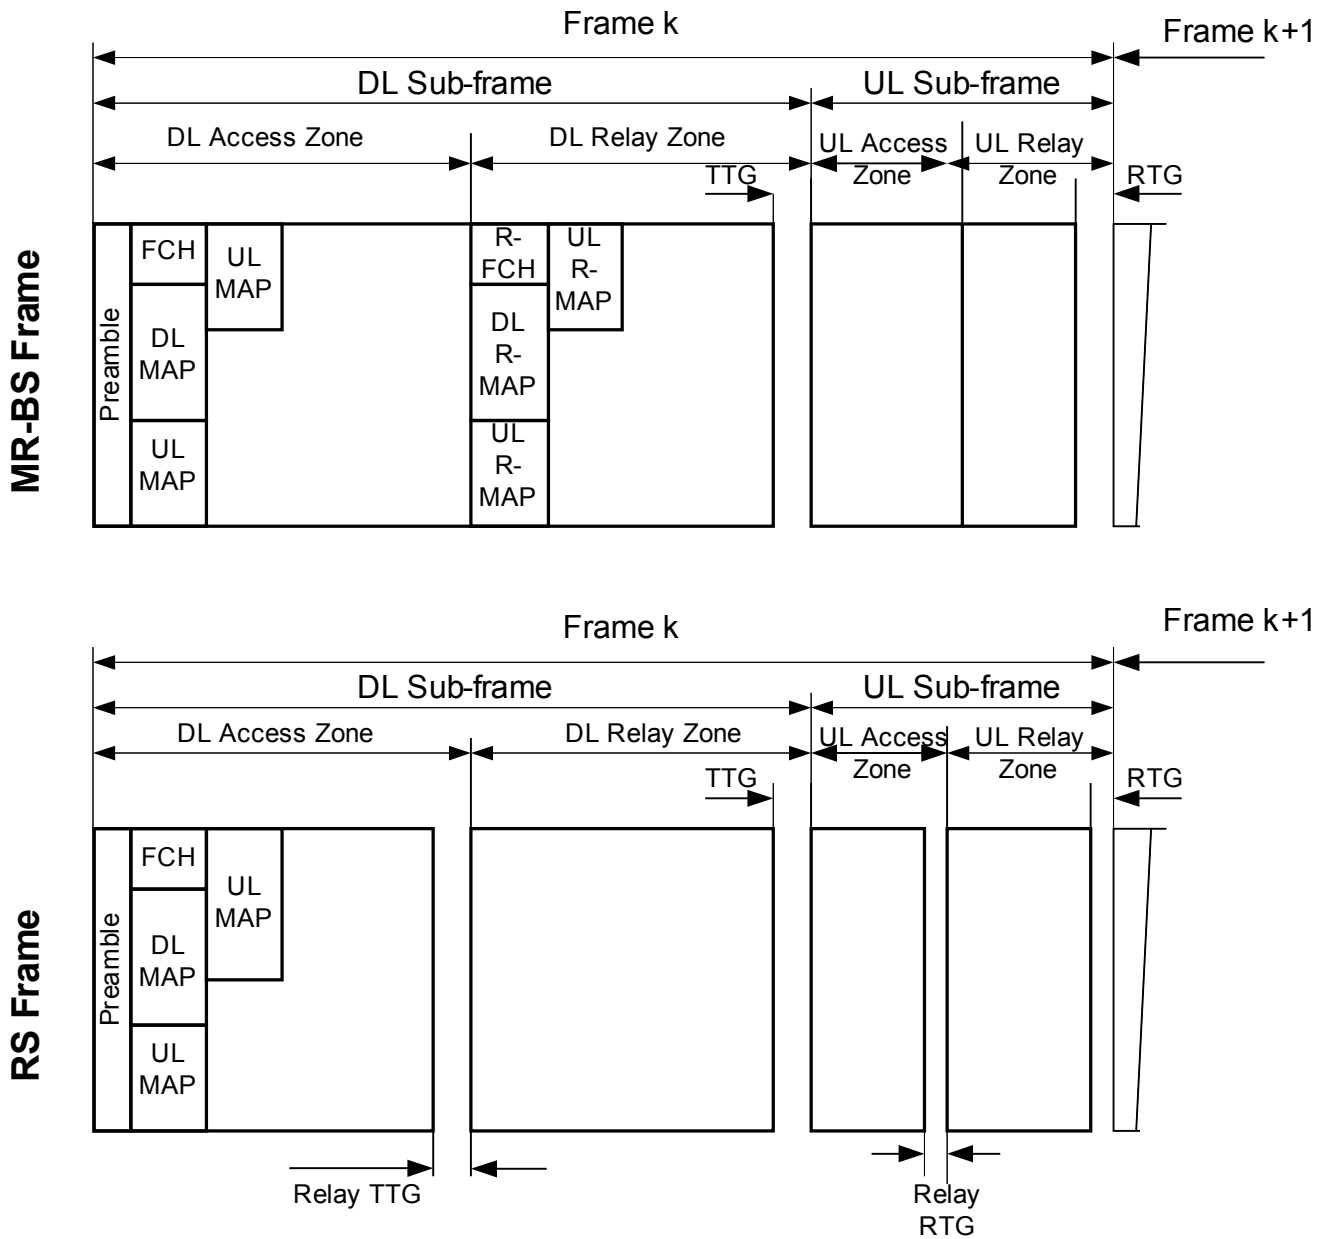 Frame k
Frame k+1
DL Sub-frame
UL Sub-frame
DL Access Zone
DL Relay Zone
UL Access
Zone
UL Relay
Zone
TTG
RTG
MR-BS Frame
Preamble
FCH
DL
MAP
UL
MAP
UL
MAP
R-
FCH
DL
R-
MAP
UL
R-
MAP
UL
R-
MAP
Frame k
Frame k+1
DL Sub-frame
UL Sub-frame
DL Access Zone
DL Relay Zone
UL Access
Zone
UL Relay
Zone
TTG
RTG
RS Frame
Preamble
FCH
DL
MAP
UL
MAP
UL
MAP
Relay TTG
Relay
RTG